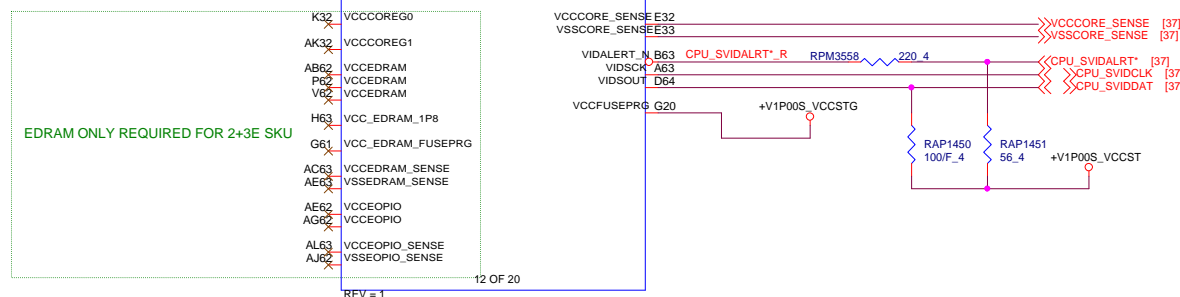 K32 VCCCOREG0
AK32 VCCCOREG1
AB62 VCCEDRAM
P62 VCCEDRAM
V62 VCCEDRAM
H63 VCC_EDRAM_1P8
G61 VCC_EDRAM_FUSEPRG
AC63 VCCEDRAM_SENSE
AE63 VSSEDRAM_SENSE
AE62 VCCEOPIO
AG62 VCCEOPIO
AL63 VCCEOPIO_SENSE
AJ62 VSSEOPIO_SENSE
EDRAM ONLY REQUIRED FOR 2+3E SKU
VCCCORE_SENSE E32 VCCCORE_SENSE [37]
VSSCORE_SENSE E33 VSSCORE_SENSE [37]
VIDALERT_N B63 CPU_SVIDALRT*_R RPM3558 220_4 CPU_SVIDALRT* [37]
VIDSCK A63 CPU_SVIDCLK [37
VIDSOUT D64 CPU_SVIDDAT [37
VCCFUSEPRG G20 +V1P00S_VCCSTG
RAP1450
100/F_4
RAP1451
56_4
+V1P00S_VCCST
12 OF 20
REV = 1